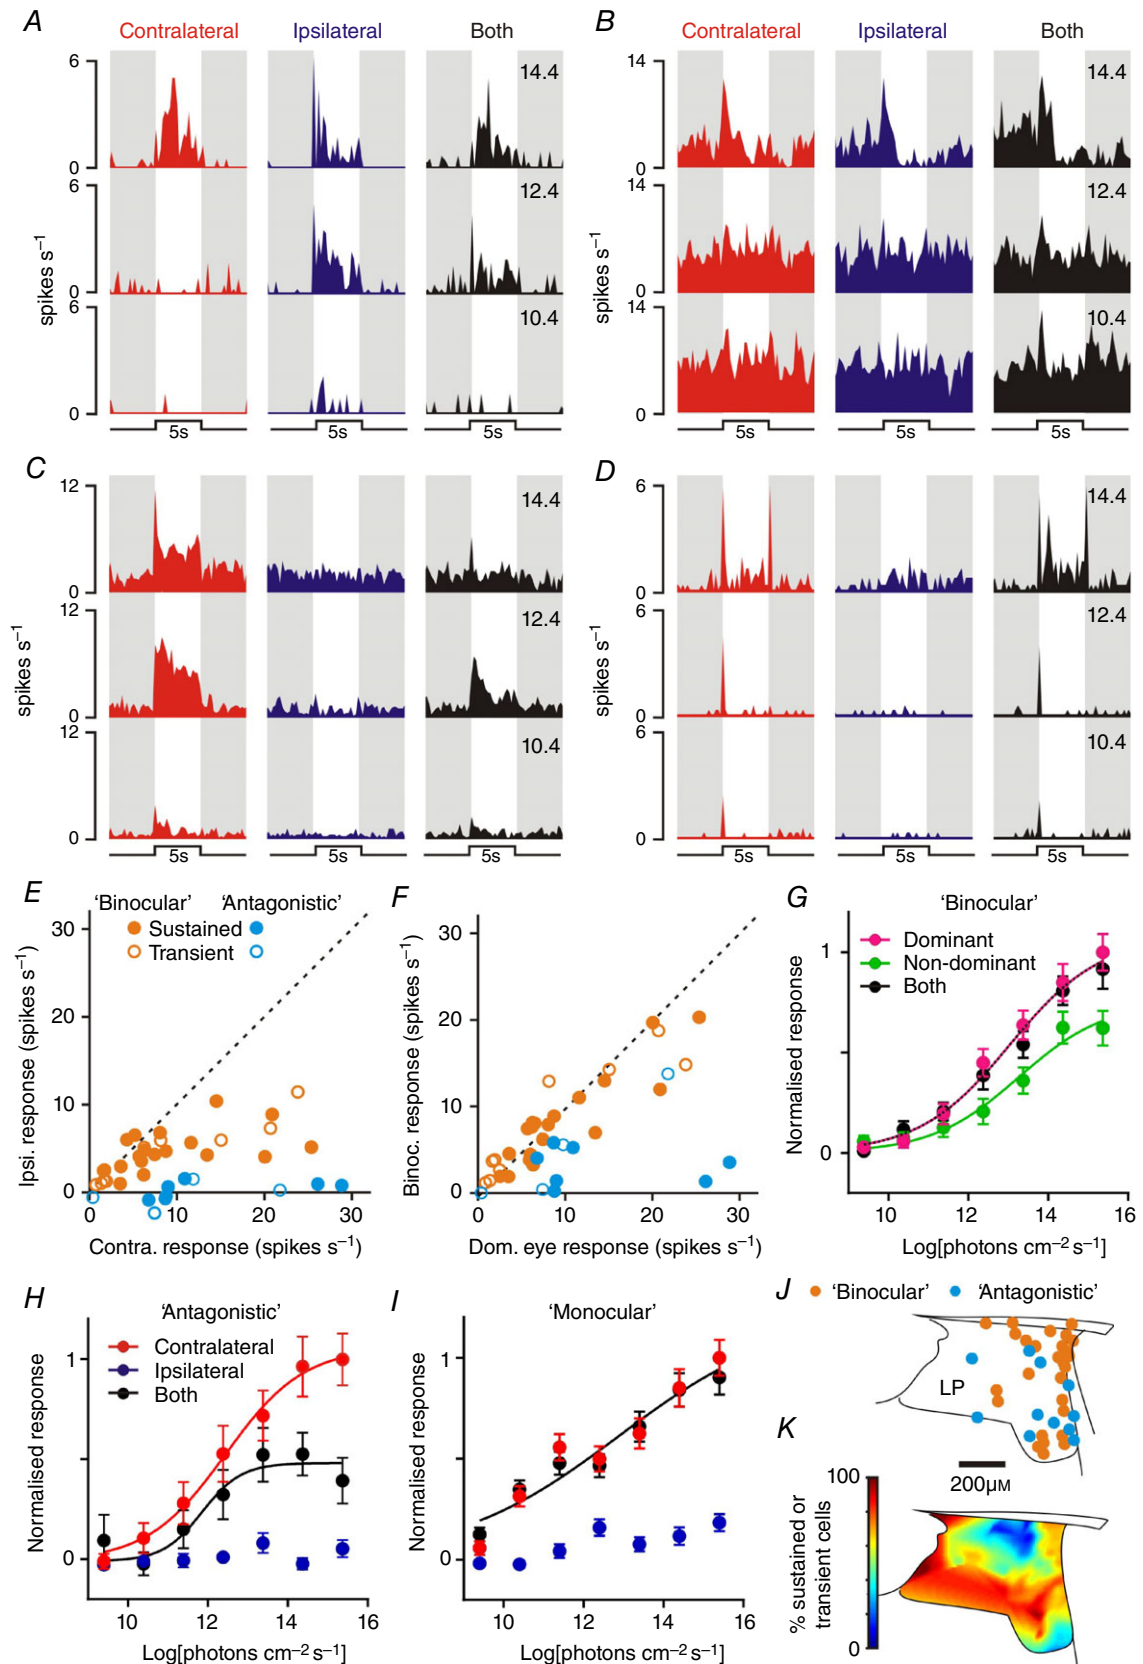 A
Contralateral Ipsilateral Both
6 14.4
0
6 12.4
0
6 10.4
0
spikes s⁻¹
5s 5s 5s
B
Contralateral Ipsilateral Both
14 14.4
0
14 12.4
0
14 10.4
0
spikes s⁻¹
5s 5s 5s
C
12 14.4
0
12 12.4
0
12 10.4
0
spikes s⁻¹
5s 5s 5s
D
6 14.4
0
6 12.4
0
6 10.4
0
spikes s⁻¹
5s 5s 5s
E
'Binocular' 'Antagonistic'
Sustained
Transient
30
20
10
0
0 10 20 30
Ipsi. response (spikes s⁻¹)
Contra. response (spikes s⁻¹)
F
30
20
10
0
0 10 20 30
Binoc. response (spikes s⁻¹)
Dom. eye response (spikes s⁻¹)
G
'Binocular'
Dominant
Non-dominant
Both
1
0
10 12 14 16
Normalised response
Log[photons cm⁻² s⁻¹]
H
'Antagonistic'
Contralateral
Ipsilateral
Both
1
0
10 12 14 16
Normalised response
Log[photons cm⁻² s⁻¹]
I
'Monocular'
1
0
10 12 14 16
Normalised response
Log[photons cm⁻² s⁻¹]
J
'Binocular' 'Antagonistic'
LP
200µM
K
100
0
% sustained or
transient cells